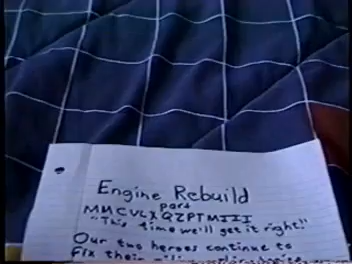 Engine Rebuild
part
MMCVLXQZPTMIII
"This time we'll get it right!"
Our two heroes continue to
fix their